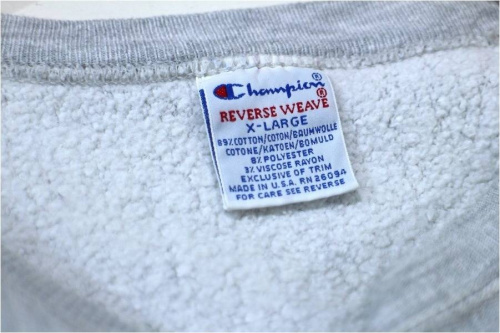 Champion®
REVERSE WEAVE®
X-LARGE
89%COTTON/COTON/BAUMWOLLE
COTONE/KATOEN/BOMULD
8% POLYESTER
3% VISCOSE RAYON
EXCLUSIVE OF TRIM
MADE IN U.S.A. RN 26094
FOR CARE SEE REVERSE